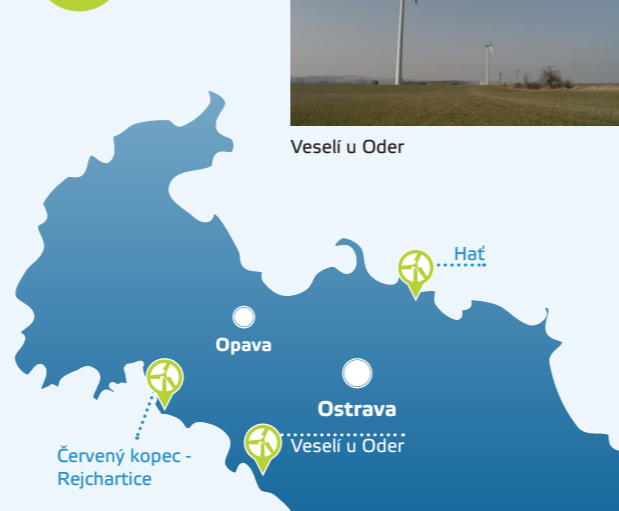 Veselí u Oder
Hať
Opava
Ostrava
Veselí u Oder
Červený kopec -
Rejchartice